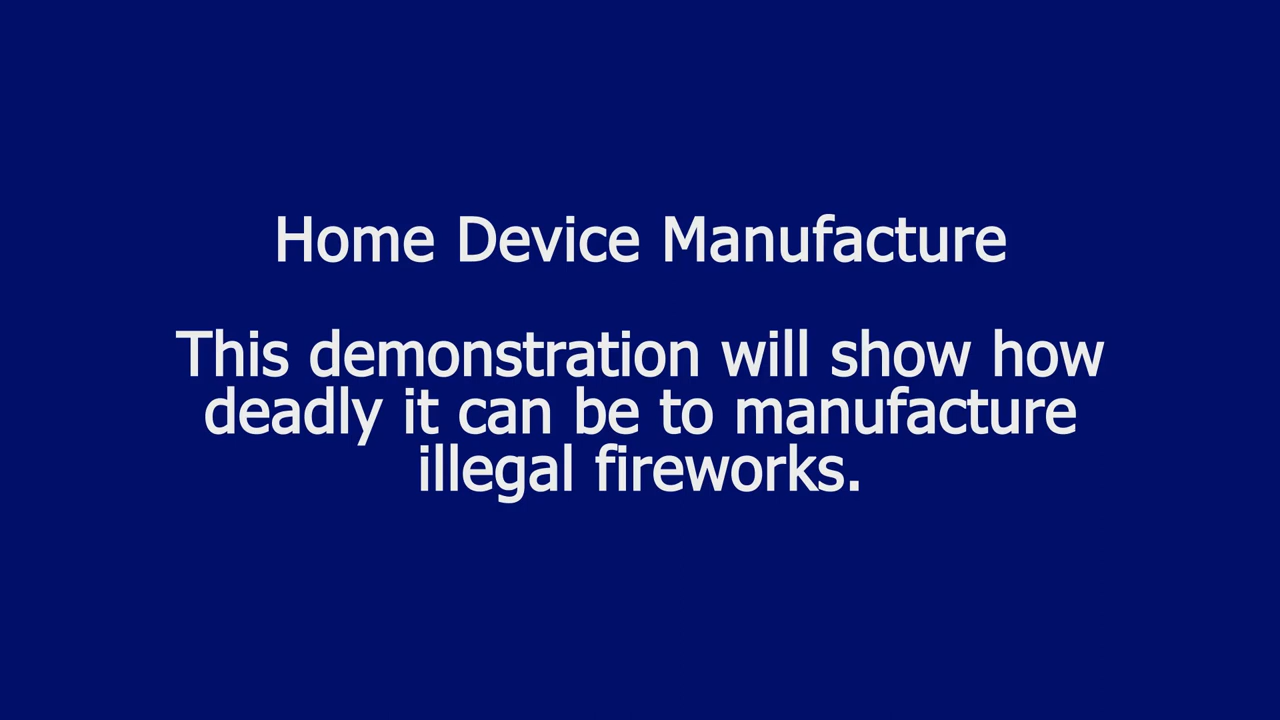 Home Device Manufacture
This demonstration will show how
deadly it can be to manufacture
illegal fireworks.